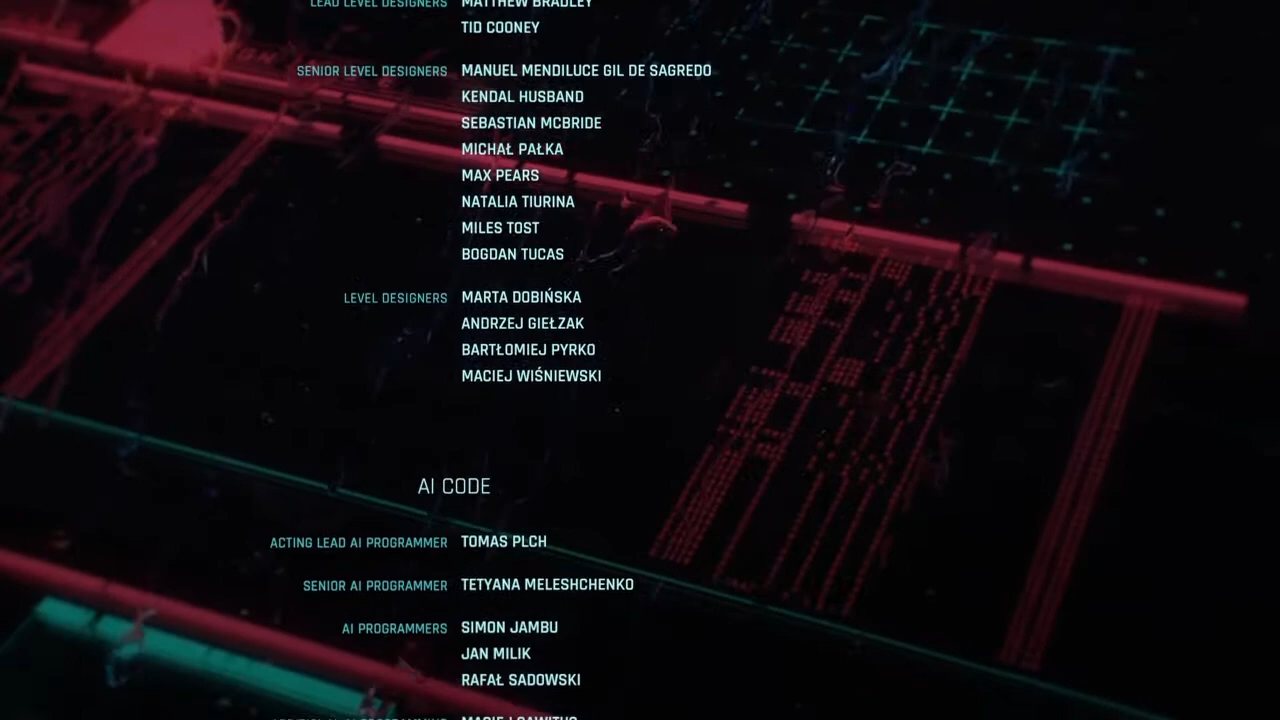 LEAD LEVEL DESIGNERS MATTHEW BRADLEY
TID COONEY
SENIOR LEVEL DESIGNERS MANUEL MENDILUCE GIL DE SAGREDO
KENDAL HUSBAND
SEBASTIAN MCBRIDE
MICHAŁ PAŁKA
MAX PEARS
NATALIA TIURINA
MILES TOST
BOGDAN TUCAS
LEVEL DESIGNERS MARTA DOBIŃSKA
ANDRZEJ GIEŁZAK
BARTŁOMIEJ PYRKO
MACIEJ WIŚNIEWSKI
AI CODE
ACTING LEAD AI PROGRAMMER TOMAS PLCH
SENIOR AI PROGRAMMER TETYANA MELESHCHENKO
AI PROGRAMMERS SIMON JAMBU
JAN MILIK
RAFAŁ SADOWSKI